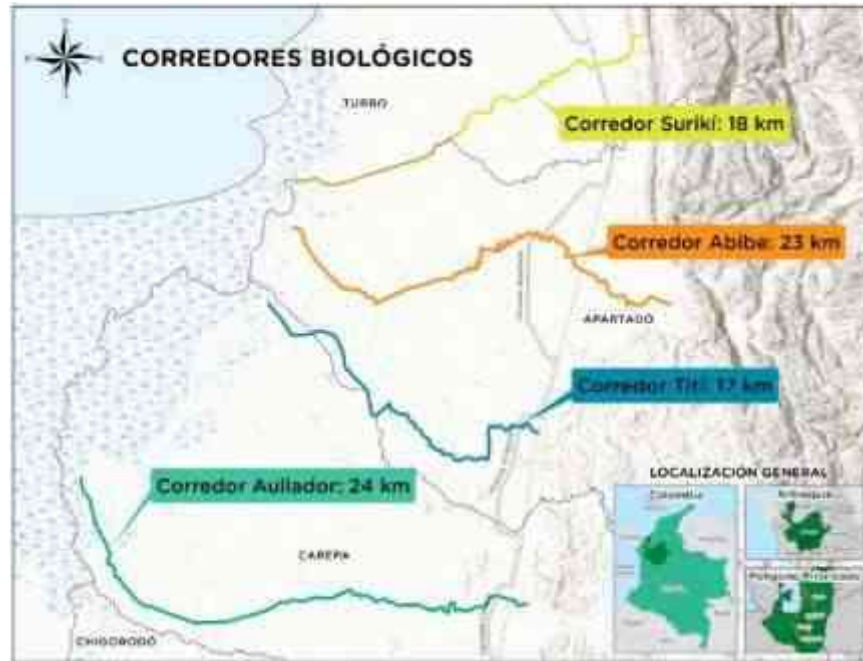 CORREDORES BIOLÓGICOS
TURBO
Corredor Surikí: 18 km
Corredor Abibe: 23 km
APARTADÓ
Corredor Tití: 17 km
Corredor Aullador: 24 km
LOCALIZACIÓN GENERAL
Colombia
Antioquia
CAREPA
CHIGORODÓ